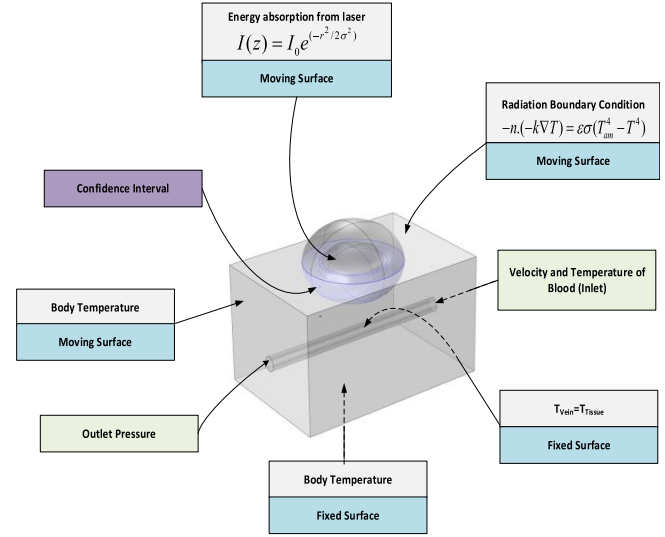 Energy absorption from laser
I(z) = I₀e^(−r²/2σ²)
Moving Surface
Radiation Boundary Condition
−n.(−k∇T) = εσ(T⁴ₐₘ − T⁴)
Moving Surface
Confidence Interval
Velocity and Temperature of
Blood (Inlet)
Body Temperature
Moving Surface
T_Vein=T_Tissue
Fixed Surface
Outlet Pressure
Body Temperature
Fixed Surface